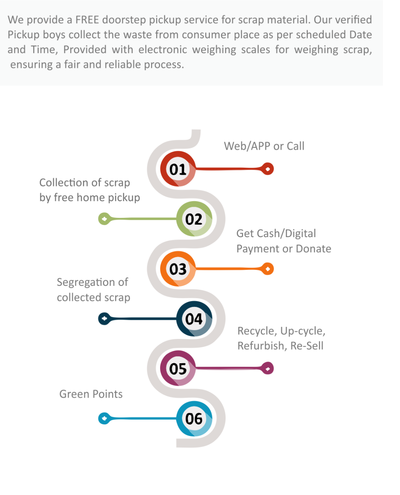 We provide a FREE doorstep pickup service for scrap material. Our verified
Pickup boys collect the waste from consumer place as per scheduled Date
and Time, Provided with electronic weighing scales for weighing scrap,
ensuring a fair and reliable process.
Web/APP or Call
01
Collection of scrap
by free home pickup
02
Get Cash/Digital
Payment or Donate
03
Segregation of
collected scrap
04
Recycle, Up-cycle,
Refurbish, Re-Sell
05
Green Points
06